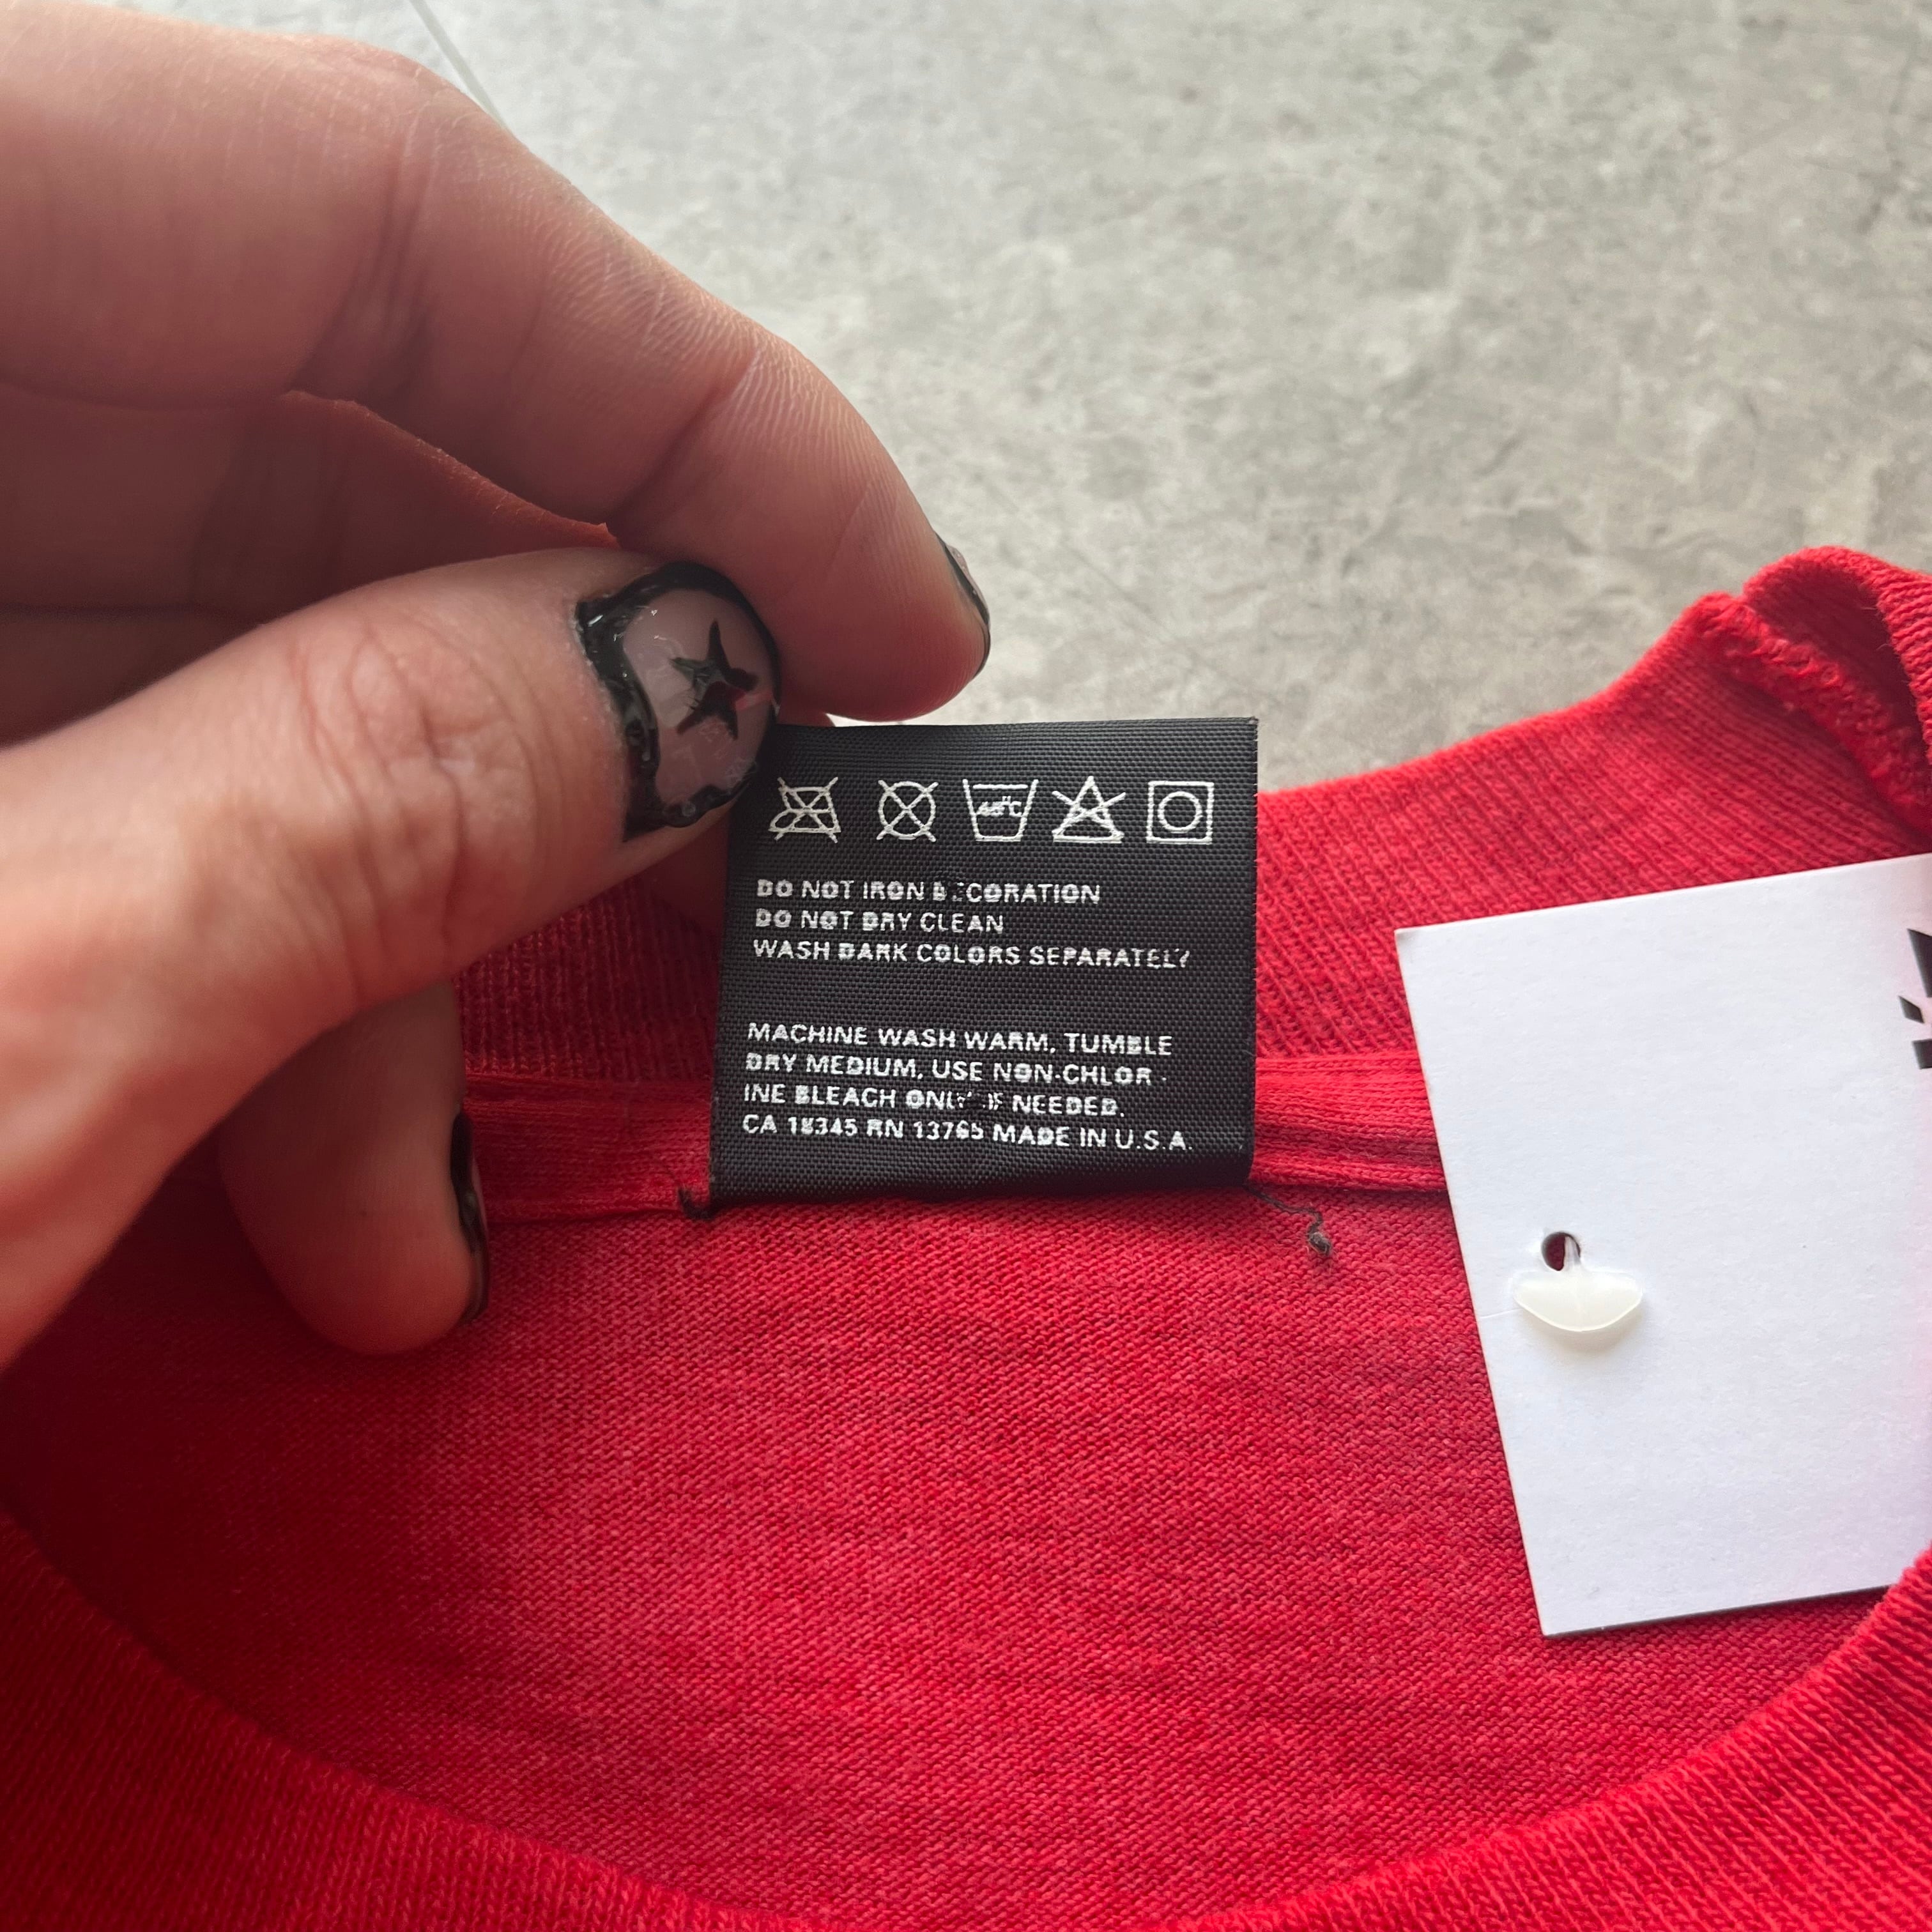 40°C
DO NOT IRON DECORATION
DO NOT DRY CLEAN
WASH DARK COLORS SEPARATELY
MACHINE WASH WARM, TUMBLE
DRY MEDIUM, USE NON-CHLOR-
INE BLEACH ONLY IF NEEDED.
CA 18345 RN 13765 MADE IN U.S.A.